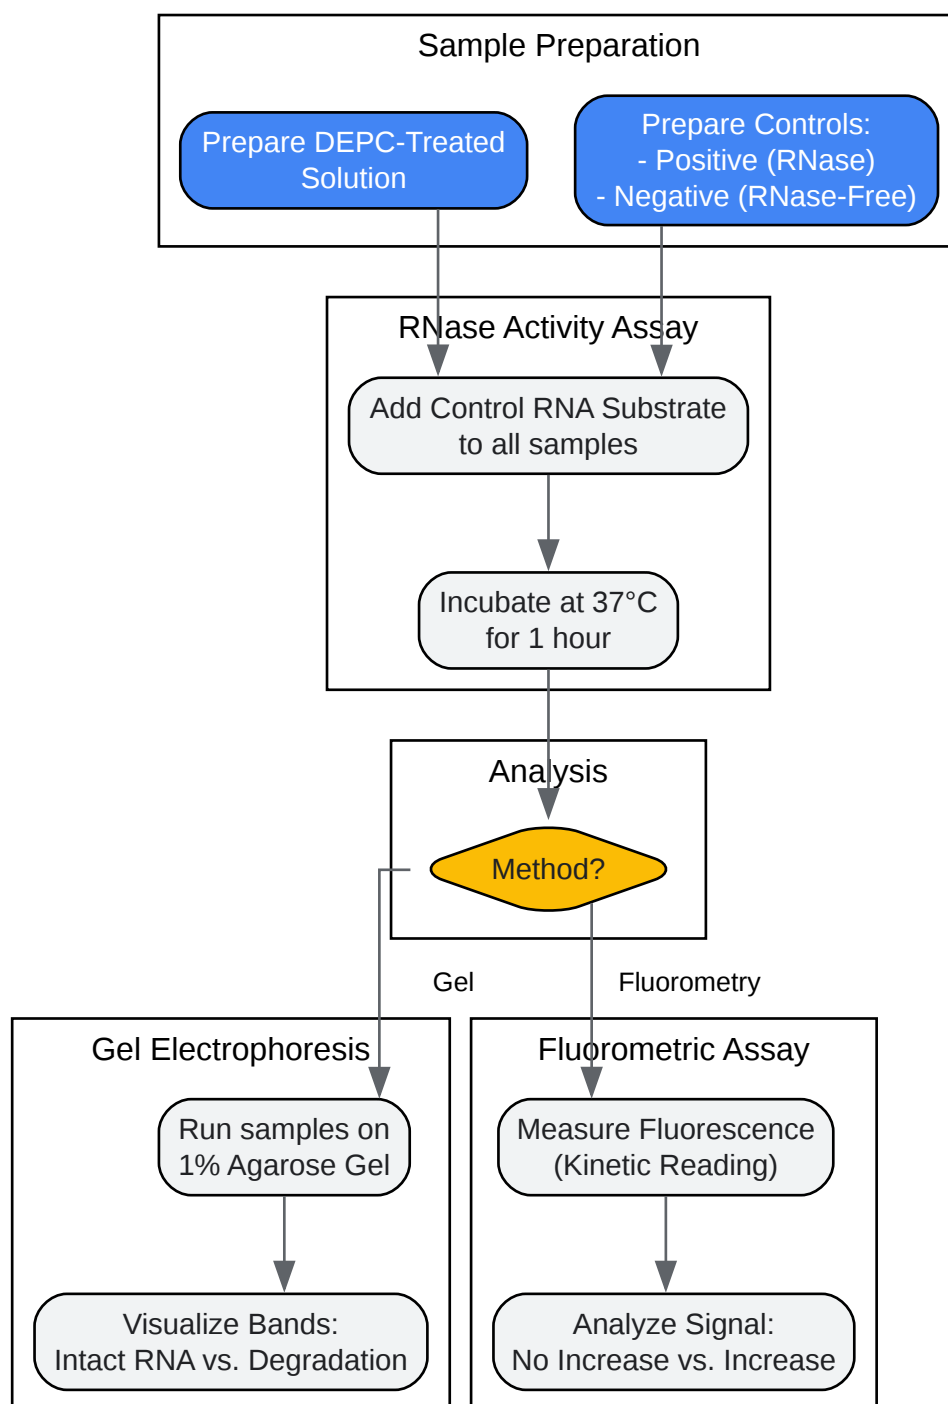 Sample Preparation
Prepare DEPC-Treated
Solution
Prepare Controls:
- Positive (RNase)
- Negative (RNase-Free)
RNase Activity Assay
Add Control RNA Substrate
to all samples
Incubate at 37°C
for 1 hour
Analysis
Method?
Gel
Fluorometry
Gel Electrophoresis
Run samples on
1% Agarose Gel
Visualize Bands:
Intact RNA vs. Degradation
Fluorometric Assay
Measure Fluorescence
(Kinetic Reading)
Analyze Signal:
No Increase vs. Increase